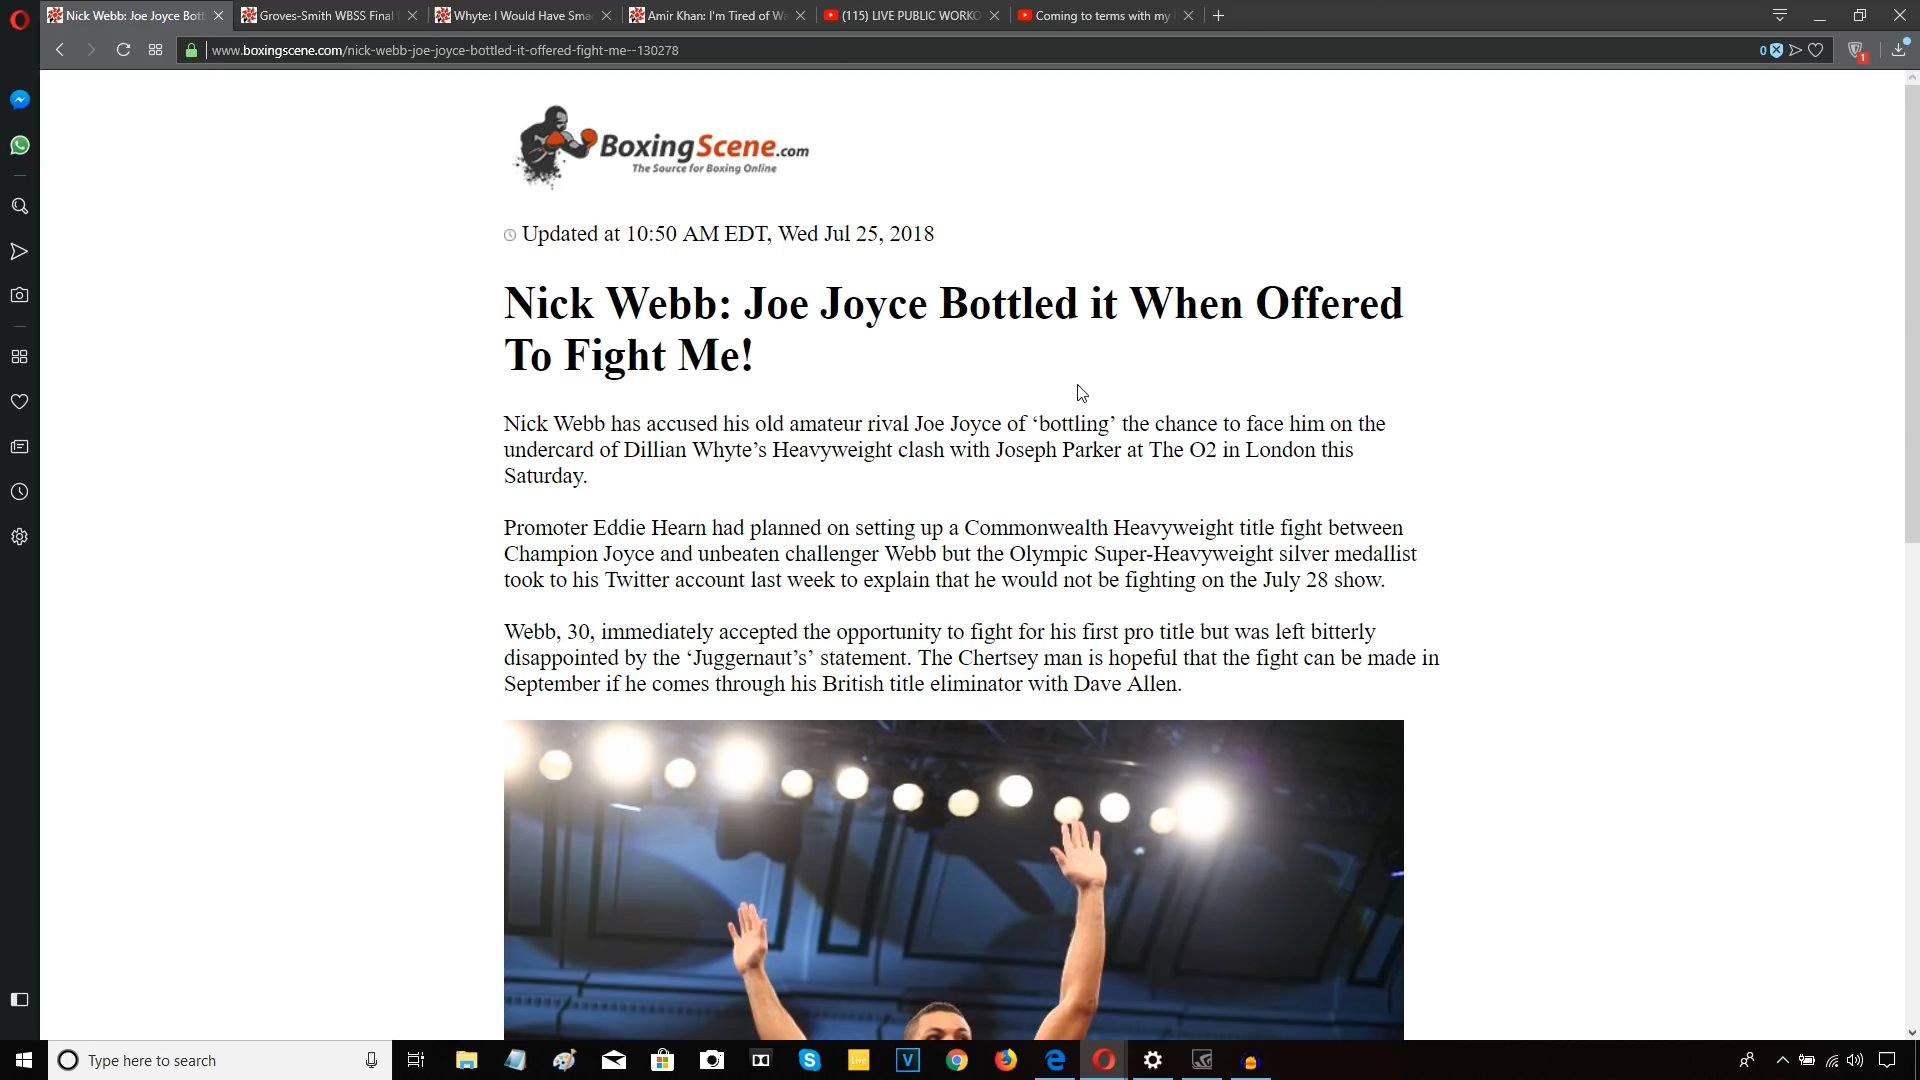 Nick Webb: Joe Joyce Bott
Groves-Smith WBSS Final
Whyte: I Would Have Sma
Amir Khan: I'm Tired of Wa
(115) LIVE PUBLIC WORKO
Coming to terms with my
www.boxingscene.com/nick-webb-joe-joyce-bottled-it-offered-fight-me--130278
0
1
BoxingScene.com
The Source for Boxing Online
Updated at 10:50 AM EDT, Wed Jul 25, 2018
Nick Webb: Joe Joyce Bottled it When Offered
To Fight Me!
Nick Webb has accused his old amateur rival Joe Joyce of ‘bottling’ the chance to face him on the
undercard of Dillian Whyte’s Heavyweight clash with Joseph Parker at The O2 in London this
Saturday.
Promoter Eddie Hearn had planned on setting up a Commonwealth Heavyweight title fight between
Champion Joyce and unbeaten challenger Webb but the Olympic Super-Heavyweight silver medallist
took to his Twitter account last week to explain that he would not be fighting on the July 28 show.
Webb, 30, immediately accepted the opportunity to fight for his first pro title but was left bitterly
disappointed by the ‘Juggernaut’s’ statement. The Chertsey man is hopeful that the fight can be made in
September if he comes through his British title eliminator with Dave Allen.
Type here to search
Live
V